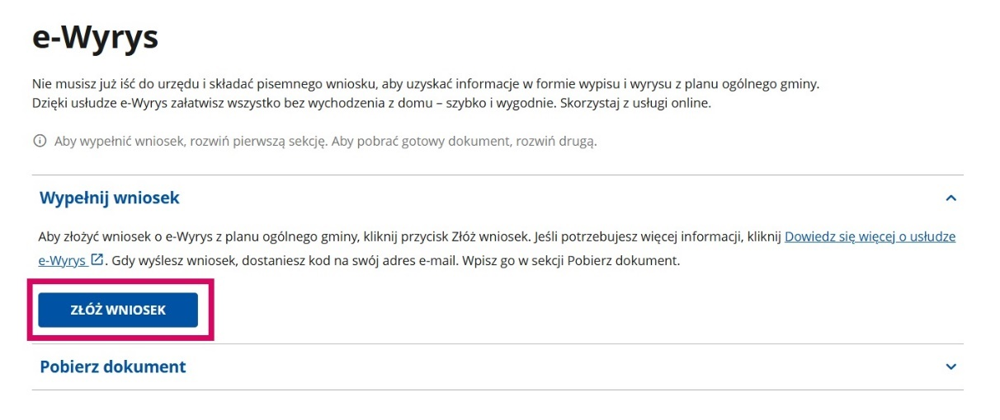 e-Wyrys
Nie musisz już iść do urzędu i składać pisemnego wniosku, aby uzyskać informacje w formie wypisu i wyrysu z planu ogólnego gminy.
Dzięki usłudze e-Wyrys załatwisz wszystko bez wychodzenia z domu – szybko i wygodnie. Skorzystaj z usługi online.
Aby wypełnić wniosek, rozwiń pierwszą sekcję. Aby pobrać gotowy dokument, rozwiń drugą.
Wypełnij wniosek
Aby złożyć wniosek o e-Wyrys z planu ogólnego gminy, kliknij przycisk Złóż wniosek. Jeśli potrzebujesz więcej informacji, kliknij Dowiedz się więcej o usłudze
e-Wyrys. Gdy wyślesz wniosek, dostaniesz kod na swój adres e-mail. Wpisz go w sekcji Pobierz dokument.
ZŁÓŻ WNIOSEK
Pobierz dokument